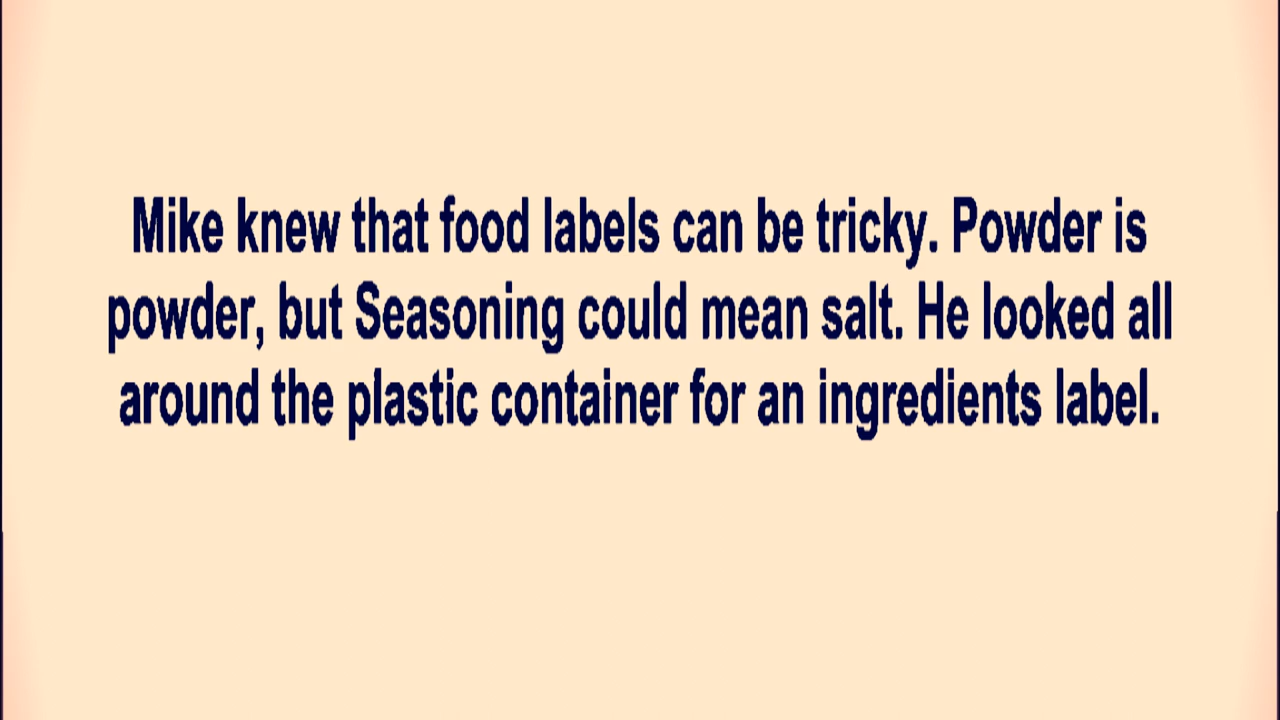 Mike knew that food labels can be tricky. Powder is
powder, but Seasoning could mean salt. He looked all
around the plastic container for an ingredients label.